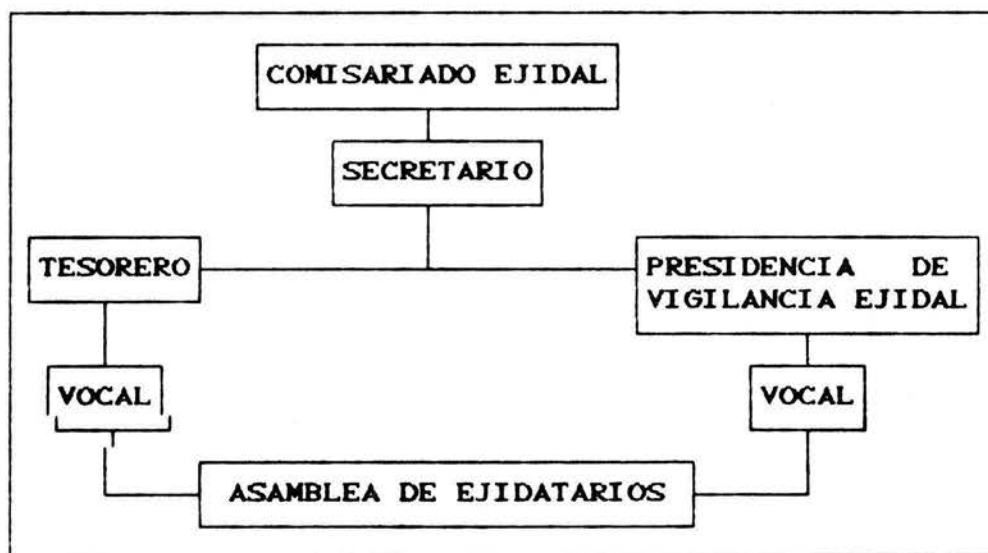 COMISARIADO EJIDAL
SECRETARIO
TESORERO
PRESIDENCIA DE
VIGILANCIA EJIDAL
VOCAL
VOCAL
ASAMBLEA DE EJIDATARIOS